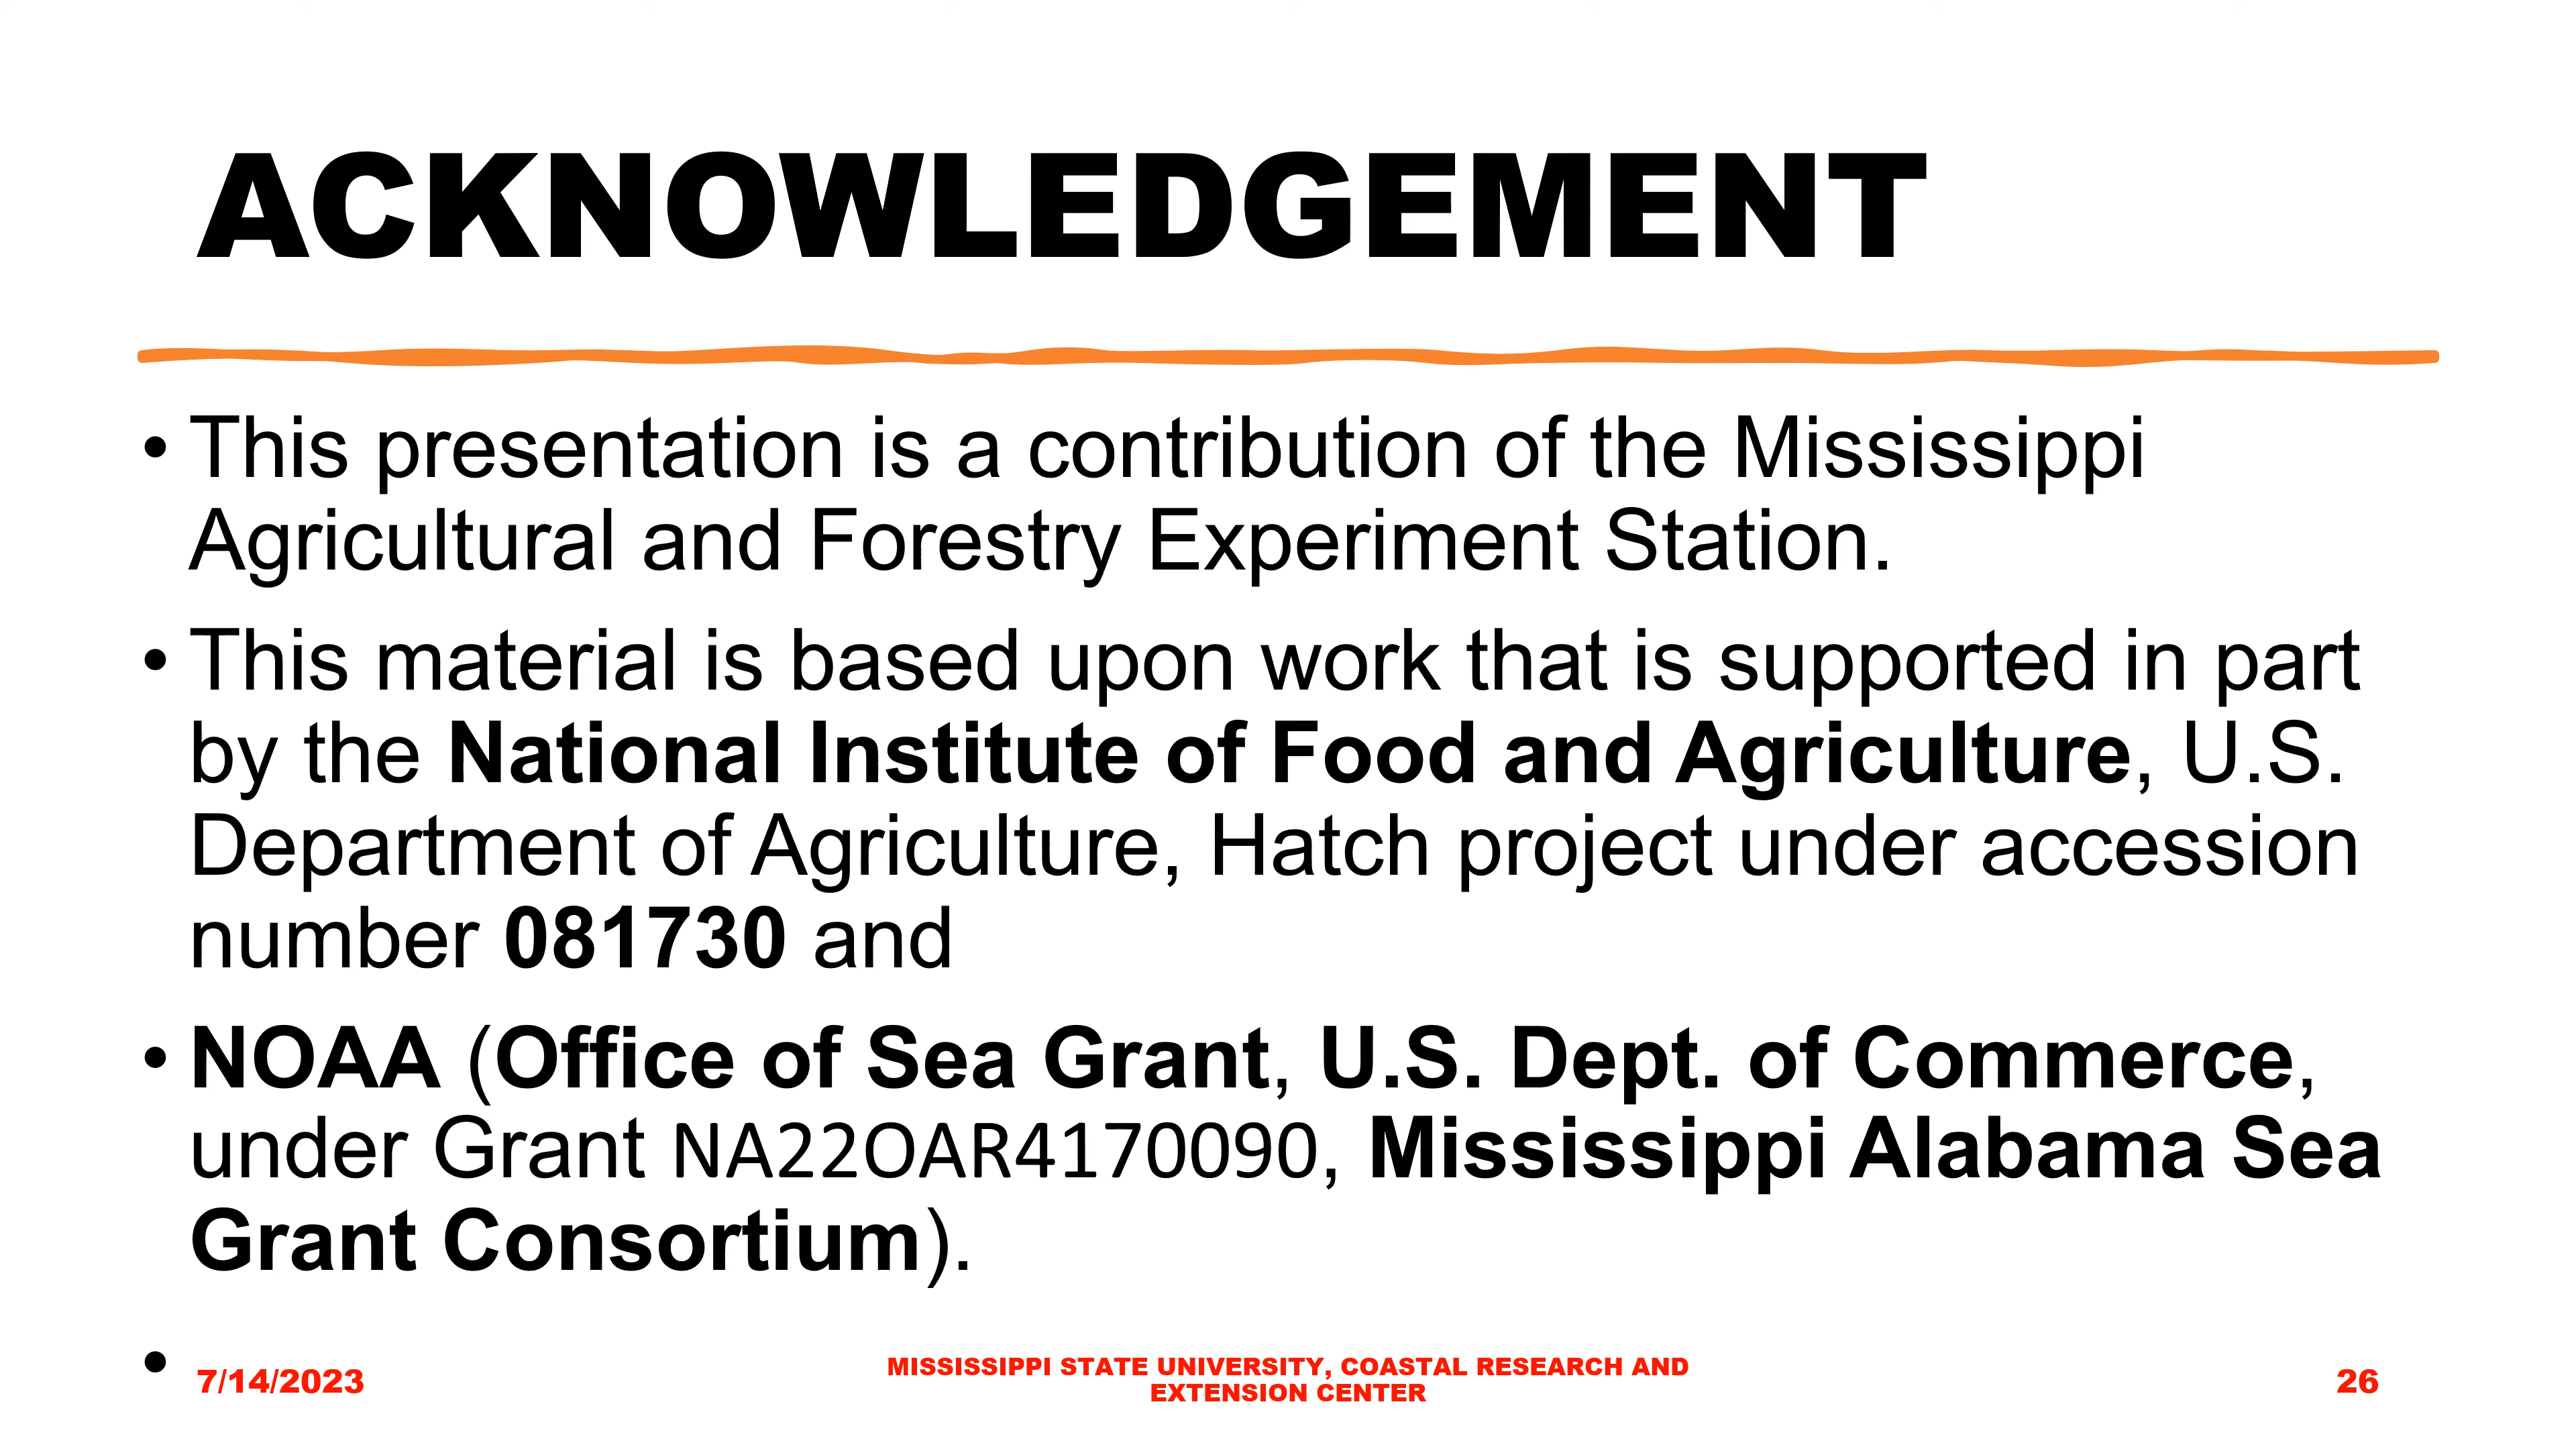 ACKNOWLEDGEMENT
• This presentation is a contribution of the Mississippi
Agricultural and Forestry Experiment Station.
• This material is based upon work that is supported in part
by the National Institute of Food and Agriculture, U.S.
Department of Agriculture, Hatch project under accession
number 081730 and
• NOAA (Office of Sea Grant, U.S. Dept. of Commerce,
under Grant NA22OAR4170090, Mississippi Alabama Sea
Grant Consortium).
•
7/14/2023
MISSISSIPPI STATE UNIVERSITY, COASTAL RESEARCH AND
EXTENSION CENTER
26